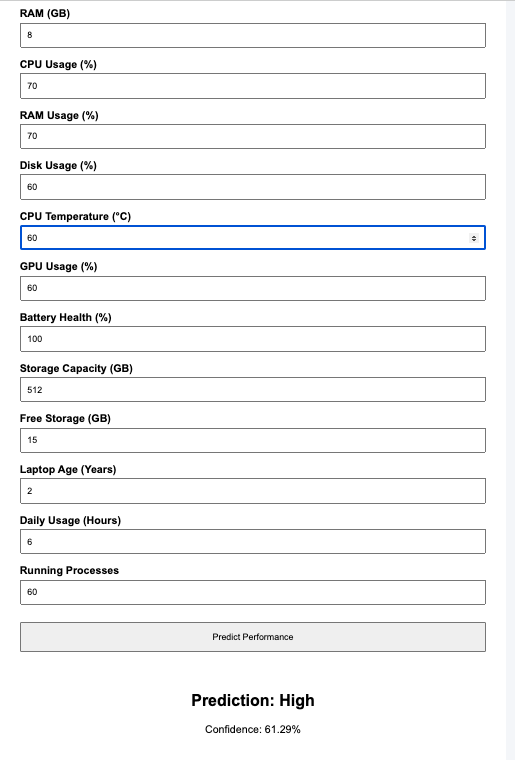 RAM (GB)
8
CPU Usage (%)
70
RAM Usage (%)
70
Disk Usage (%)
60
CPU Temperature (°C)
60
GPU Usage (%)
60
Battery Health (%)
100
Storage Capacity (GB)
512
Free Storage (GB)
15
Laptop Age (Years)
2
Daily Usage (Hours)
6
Running Processes
60
Predict Performance
Prediction: High
Confidence: 61.29%